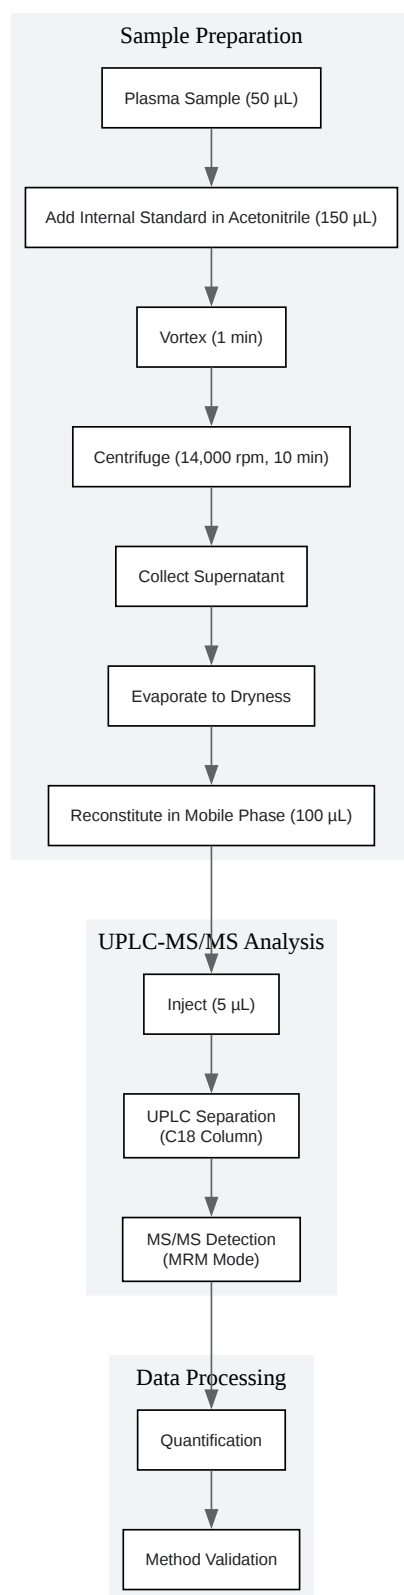 Sample Preparation
Plasma Sample (50 µL)
Add Internal Standard in Acetonitrile (150 µL)
Vortex (1 min)
Centrifuge (14,000 rpm, 10 min)
Collect Supernatant
Evaporate to Dryness
Reconstitute in Mobile Phase (100 µL)
UPLC-MS/MS Analysis
Inject (5 µL)
UPLC Separation
(C18 Column)
MS/MS Detection
(MRM Mode)
Data Processing
Quantification
Method Validation